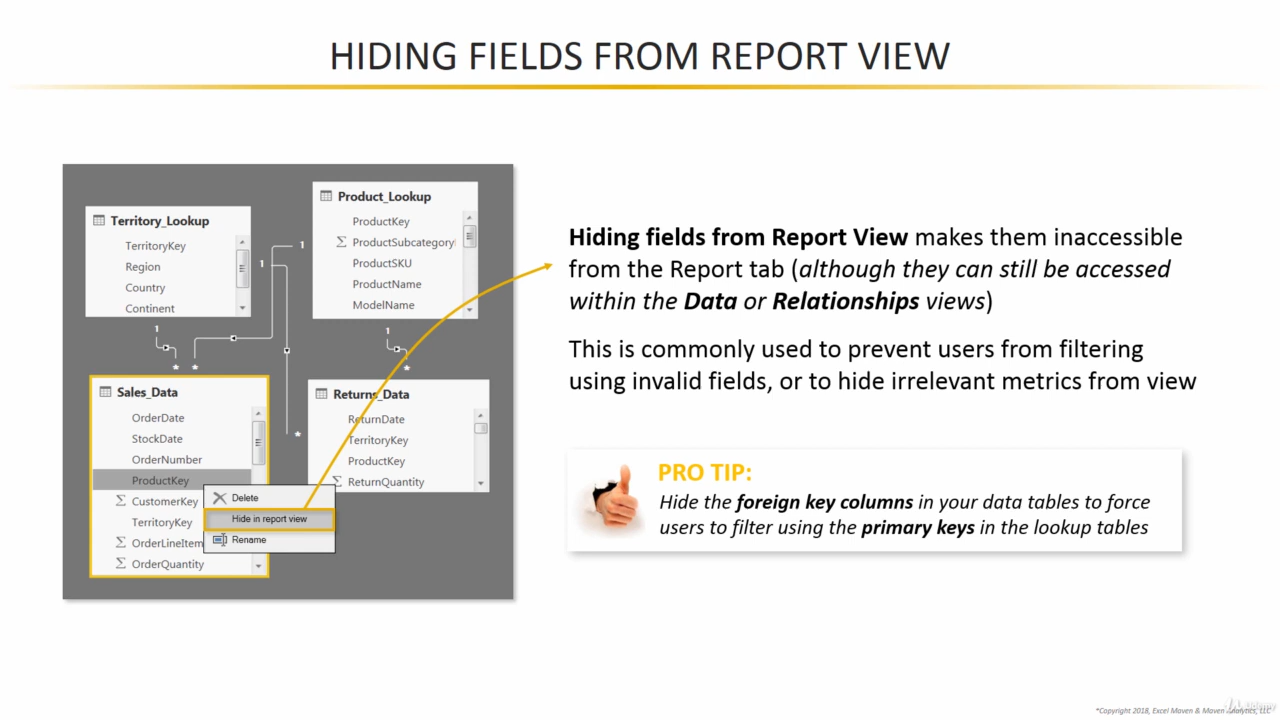 HIDING FIELDS FROM REPORT VIEW
Territory_Lookup
TerritoryKey
Region
Country
Continent
Product_Lookup
ProductKey
Σ ProductSubcategory
ProductSKU
ProductName
ModelName
1
1
1
*
*
1
*
*
Sales_Data
OrderDate
StockDate
OrderNumber
ProductKey
Σ CustomerKey
TerritoryKey
Σ OrderLineItem
Σ OrderQuantity
Delete
Hide in report view
Rename
Returns_Data
ReturnDate
TerritoryKey
ProductKey
Σ ReturnQuantity
Hiding fields from Report View makes them inaccessible
from the Report tab (although they can still be accessed
within the Data or Relationships views)
This is commonly used to prevent users from filtering
using invalid fields, or to hide irrelevant metrics from view
PRO TIP:
Hide the foreign key columns in your data tables to force
users to filter using the primary keys in the lookup tables
*Copyright 2018, Excel Maven & Maven Analytics, LLC
Udemy